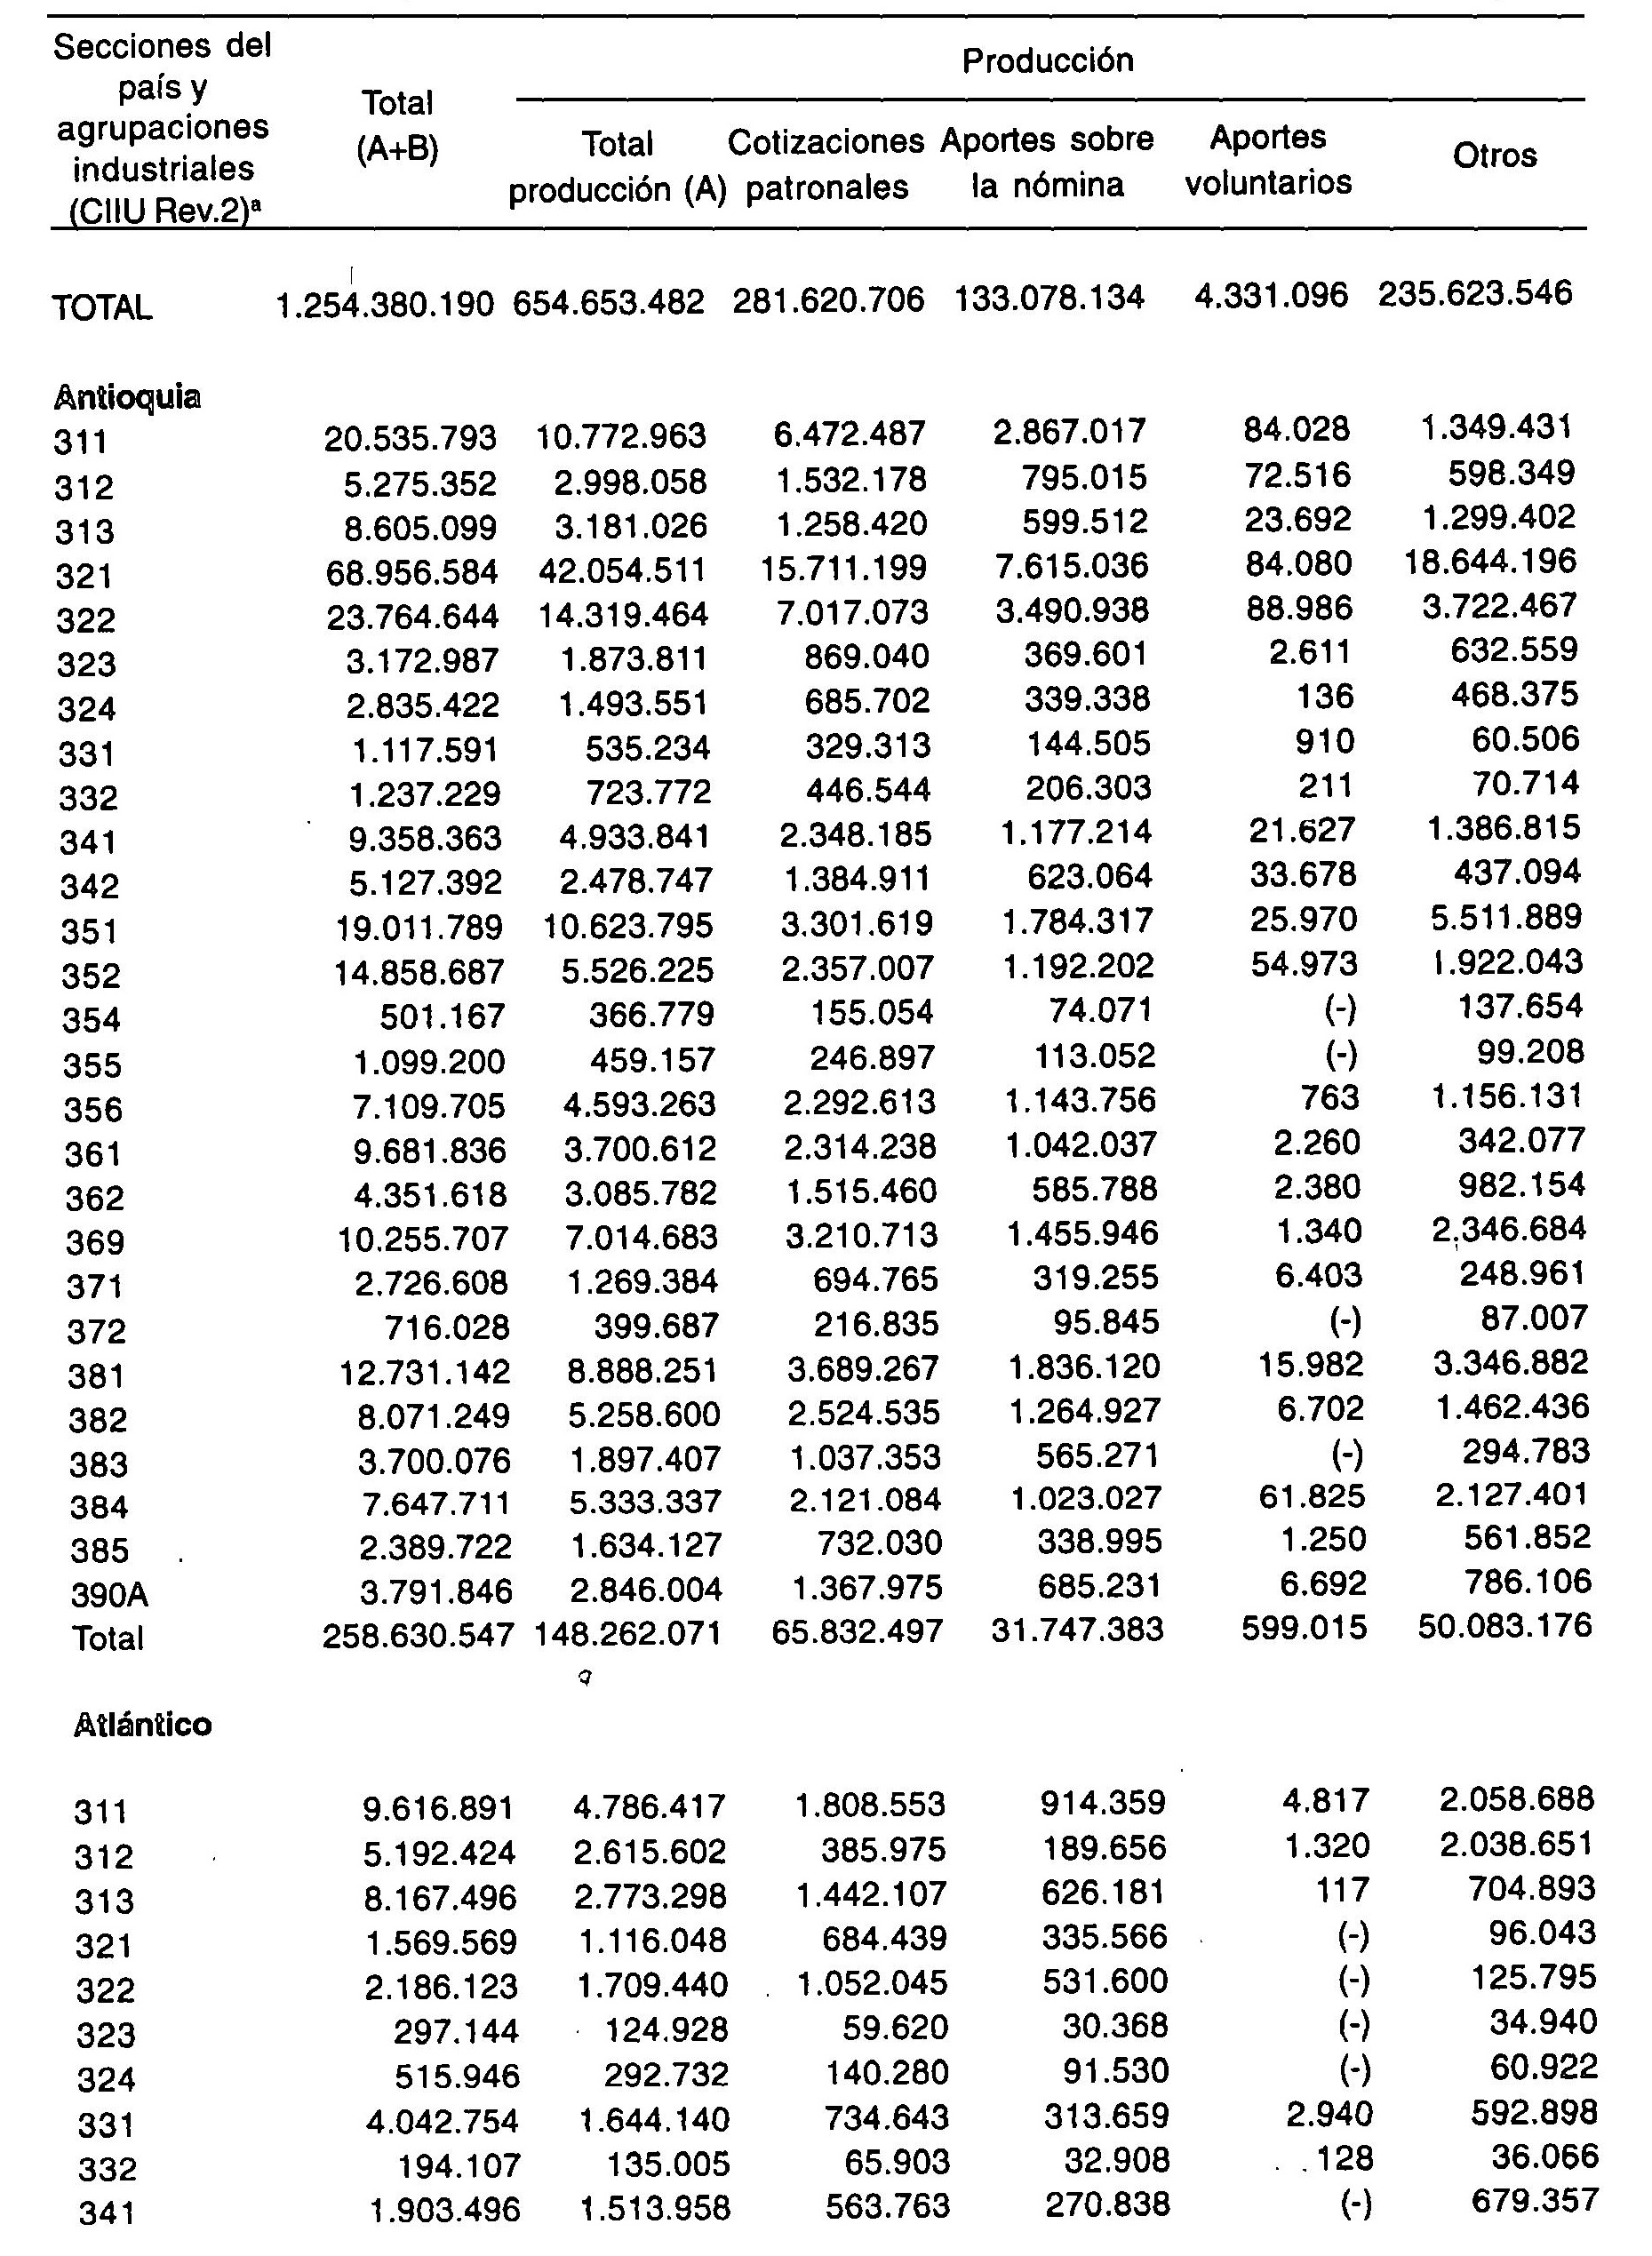 Secciones del
país y
agrupaciones
industriales
(CIIU Rev.2)ª
Total
(A+B)
Producción
Total
producción (A)
Cotizaciones
patronales
Aportes sobre
la nómina
Aportes
voluntarios
Otros
TOTAL 1.254.380.190 654.653.482 281.620.706 133.078.134 4.331.096 235.623.546
Antioquia
311 20.535.793 10.772.963 6.472.487 2.867.017 84.028 1.349.431
312 5.275.352 2.998.058 1.532.178 795.015 72.516 598.349
313 8.605.099 3.181.026 1.258.420 599.512 23.692 1.299.402
321 68.956.584 42.054.511 15.711.199 7.615.036 84.080 18.644.196
322 23.764.644 14.319.464 7.017.073 3.490.938 88.986 3.722.467
323 3.172.987 1.873.811 869.040 369.601 2.611 632.559
324 2.835.422 1.493.551 685.702 339.338 136 468.375
331 1.117.591 535.234 329.313 144.505 910 60.506
332 1.237.229 723.772 446.544 206.303 211 70.714
341 9.358.363 4.933.841 2.348.185 1.177.214 21.627 1.386.815
342 5.127.392 2.478.747 1.384.911 623.064 33.678 437.094
351 19.011.789 10.623.795 3.301.619 1.784.317 25.970 5.511.889
352 14.858.687 5.526.225 2.357.007 1.192.202 54.973 1.922.043
354 501.167 366.779 155.054 74.071 (-) 137.654
355 1.099.200 459.157 246.897 113.052 (-) 99.208
356 7.109.705 4.593.263 2.292.613 1.143.756 763 1.156.131
361 9.681.836 3.700.612 2.314.238 1.042.037 2.260 342.077
362 4.351.618 3.085.782 1.515.460 585.788 2.380 982.154
369 10.255.707 7.014.683 3.210.713 1.455.946 1.340 2.346.684
371 2.726.608 1.269.384 694.765 319.255 6.403 248.961
372 716.028 399.687 216.835 95.845 (-) 87.007
381 12.731.142 8.888.251 3.689.267 1.836.120 15.982 3.346.882
382 8.071.249 5.258.600 2.524.535 1.264.927 6.702 1.462.436
383 3.700.076 1.897.407 1.037.353 565.271 (-) 294.783
384 7.647.711 5.333.337 2.121.084 1.023.027 61.825 2.127.401
385 2.389.722 1.634.127 732.030 338.995 1.250 561.852
390A 3.791.846 2.846.004 1.367.975 685.231 6.692 786.106
Total 258.630.547 148.262.071 65.832.497 31.747.383 599.015 50.083.176
Atlántico
311 9.616.891 4.786.417 1.808.553 914.359 4.817 2.058.688
312 5.192.424 2.615.602 385.975 189.656 1.320 2.038.651
313 8.167.496 2.773.298 1.442.107 626.181 117 704.893
321 1.569.569 1.116.048 684.439 335.566 (-) 96.043
322 2.186.123 1.709.440 1.052.045 531.600 (-) 125.795
323 297.144 124.928 59.620 30.368 (-) 34.940
324 515.946 292.732 140.280 91.530 (-) 60.922
331 4.042.754 1.644.140 734.643 313.659 2.940 592.898
332 194.107 135.005 65.903 32.908 128 36.066
341 1.903.496 1.513.958 563.763 270.838 (-) 679.357